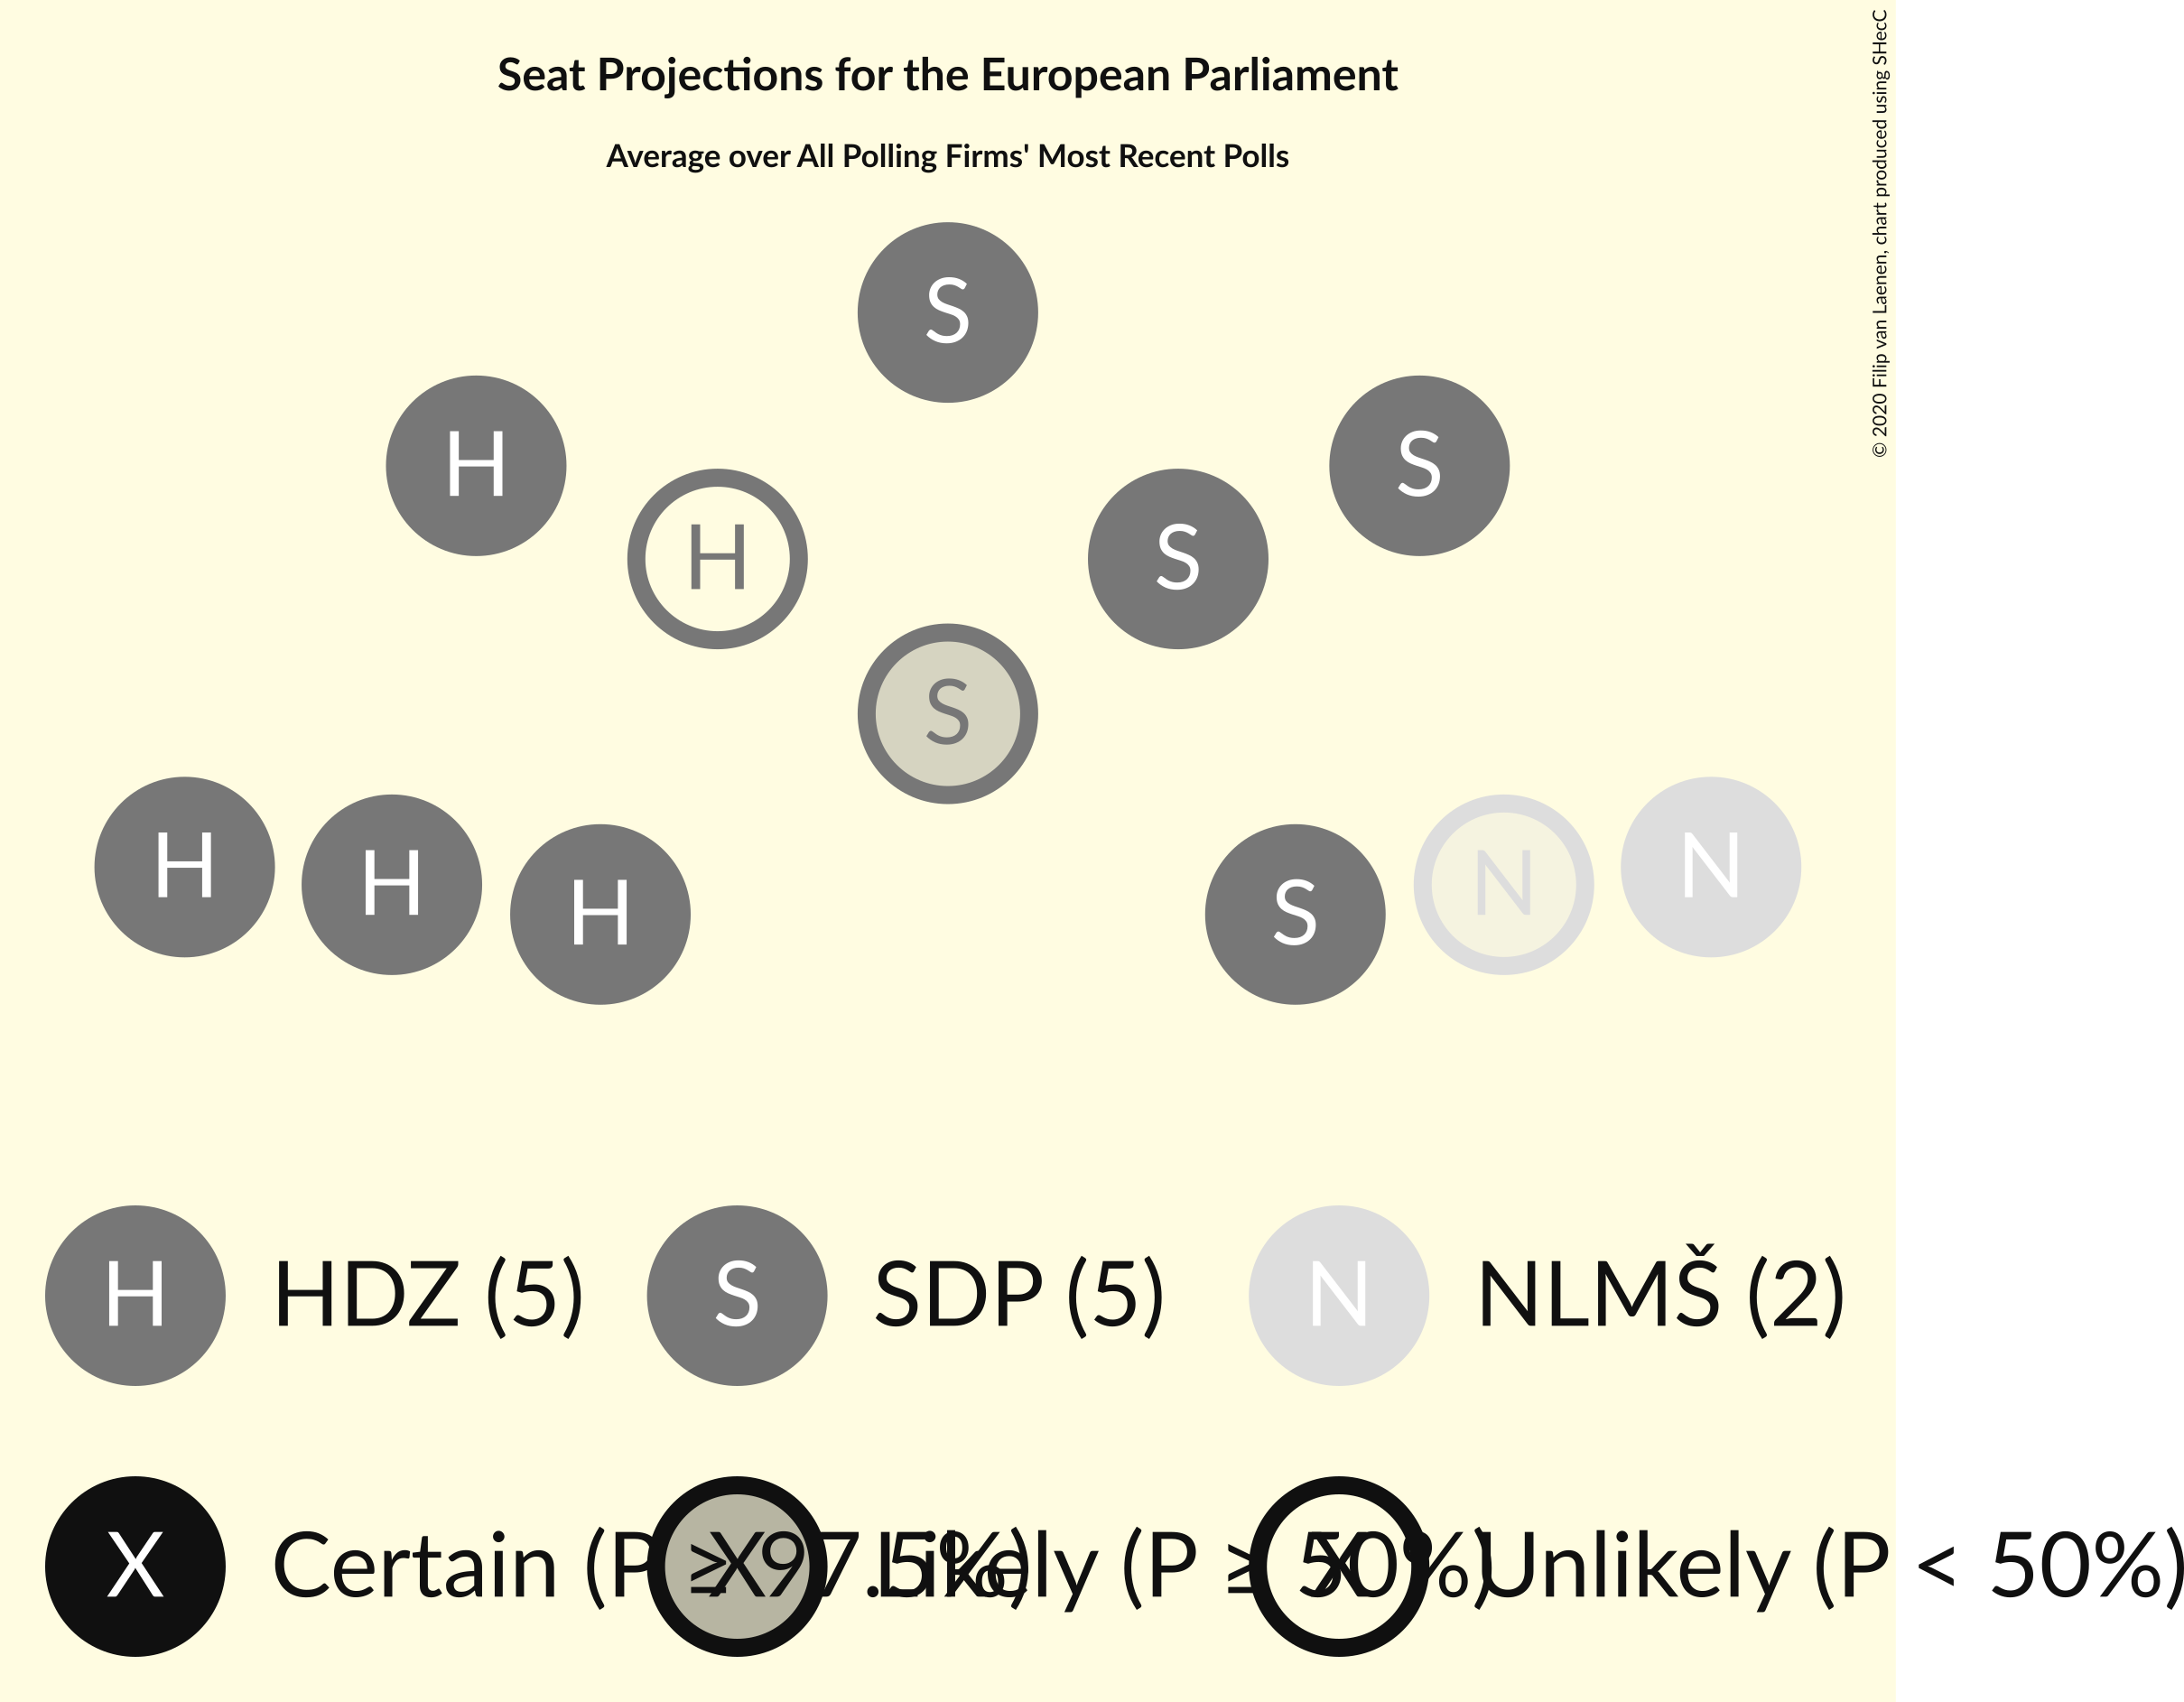 Seat Projections for the European Parliament
Average over All Polling Firms' Most Recent Polls
© 2020 Filip van Laenen, chart produced using SHecC
S
H
S
H
S
S
H
H
H
S
N
N
H HDZ (5) S SDP (5) N NLMŠ (2)
X Certain (P ≥ 97.5%) X Likely (P ≥ 50%) X Unlikely (P < 50%)